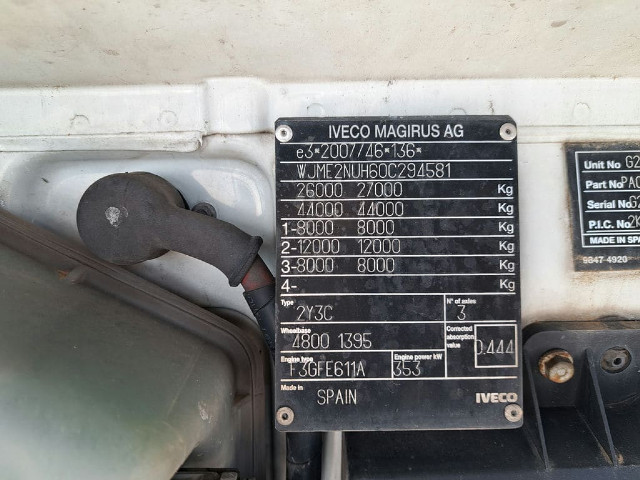 IVECO MAGIRUS AG
e3*2007/46*136*
WJME2NUH60C294581
26000 27000 Kg
44000 44000 Kg
1-8000 8000 Kg
2-12000 12000 Kg
3-8000 8000 Kg
4- Kg
Type 2Y3C N° of axles 3
Wheelbase 4800 1395 Corrected absorption value 0.444
Engine type F3GFE611A Engine power kW 353
Made in SPAIN IVECO
Unit No
Part No
Serial No
P.I.C. No
MADE IN
9847 4920